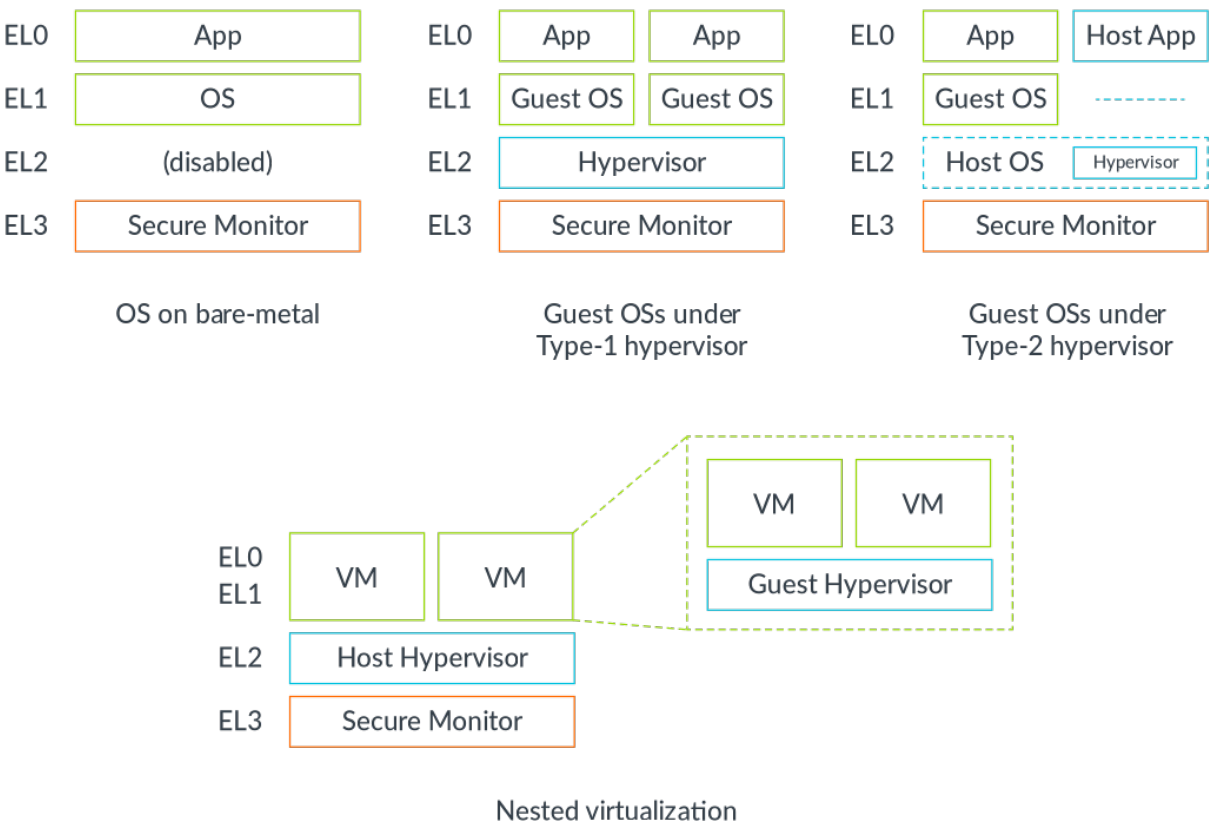 EL0 App
EL1 OS
EL2 (disabled)
EL3 Secure Monitor
OS on bare-metal
EL0 App App
EL1 Guest OS Guest OS
EL2 Hypervisor
EL3 Secure Monitor
Guest OSs under
Type-1 hypervisor
EL0 App Host App
EL1 Guest OS
EL2 Host OS Hypervisor
EL3 Secure Monitor
Guest OSs under
Type-2 hypervisor
EL0
EL1
VM VM
EL2 Host Hypervisor
EL3 Secure Monitor
VM VM
Guest Hypervisor
Nested virtualization